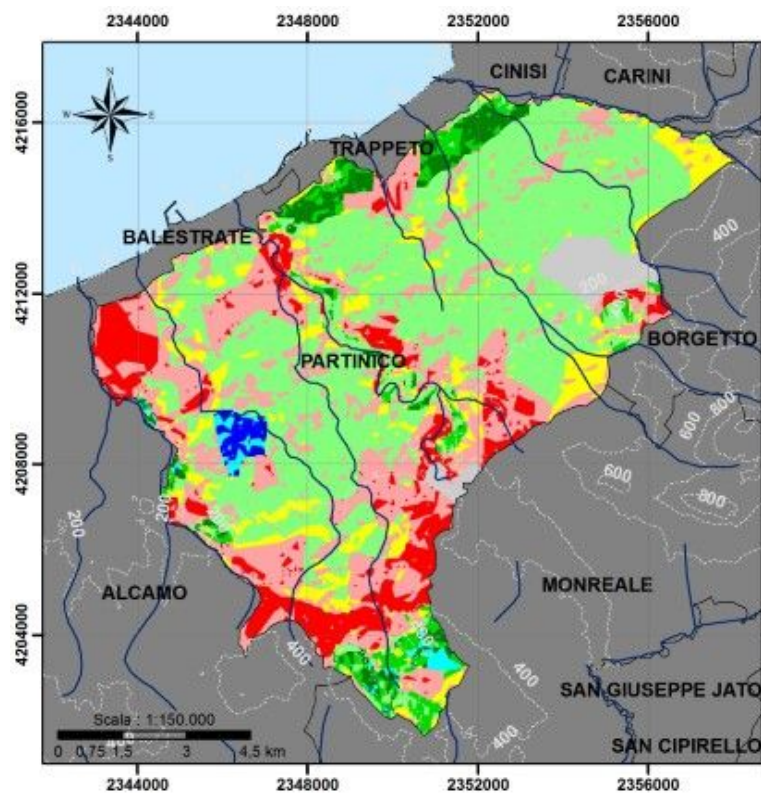 2344000 2348000 2352000 2356000
CINISI CARINI
N
W E
S
4216000
TRAPPETO
400
BALESTRATE
4212000
200
BORGETTO
PARTINICO
800
600
600
800
4208000
200
200
ALCAMO
MONREALE
4204000
400
400
SAN GIUSEPPE JATO
Scala : 1:150.000
400
SAN CIPIRELLO
0 0.75 1.5 3 4.5 km
2344000 2348000 2352000 2356000